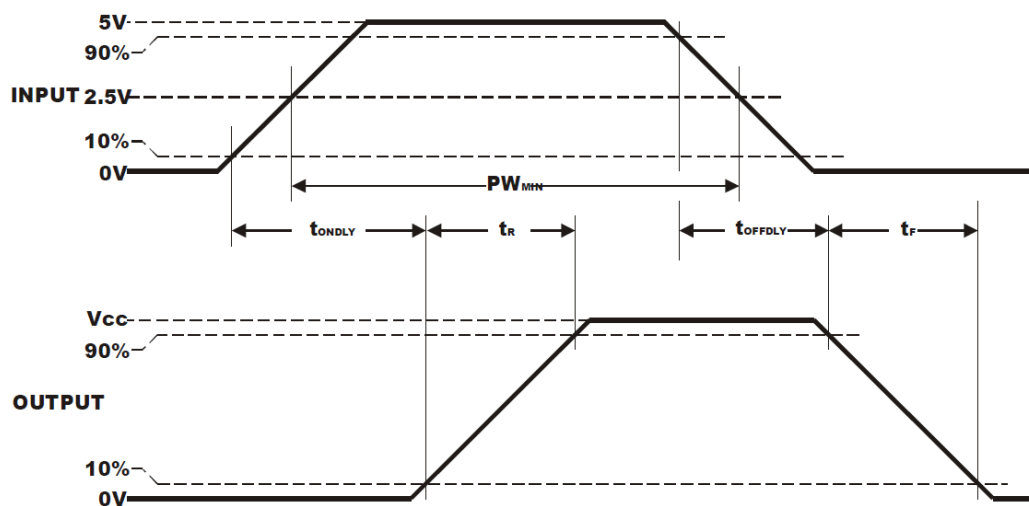 5V
90%
INPUT 2.5V
10%
0V
PWMIN
tONDLY tR tOFFDLY tF
Vcc
90%
OUTPUT
10%
0V